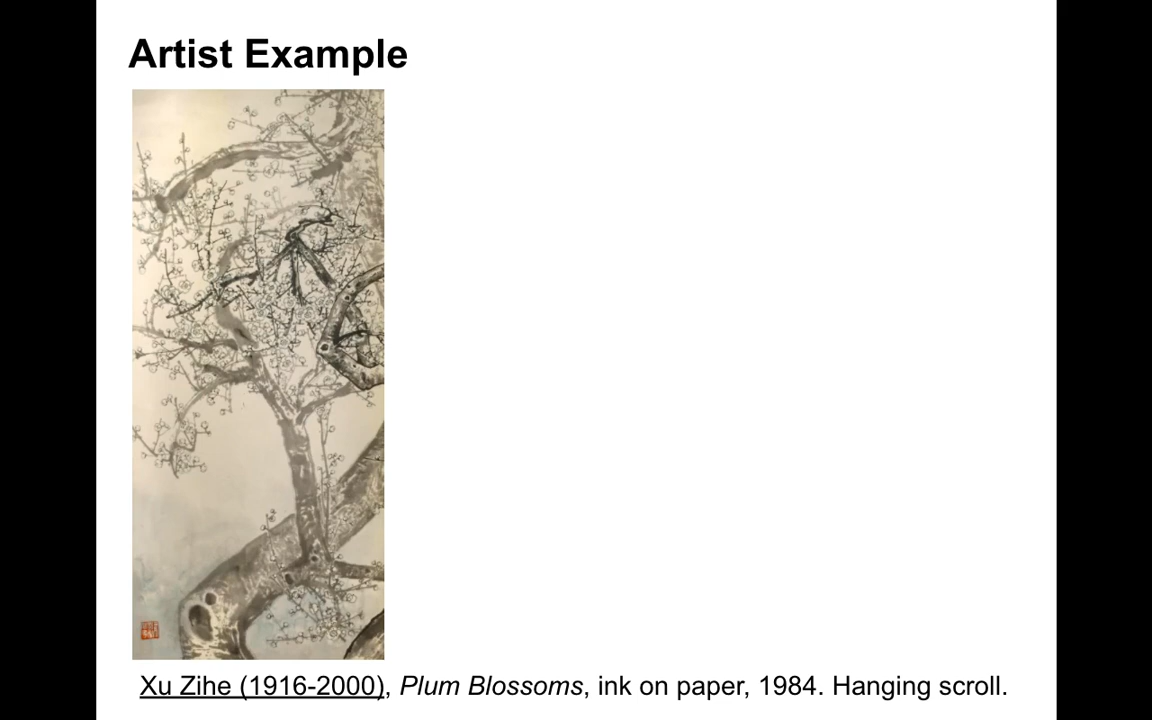 Artist Example
Xu Zihe (1916-2000), Plum Blossoms, ink on paper, 1984. Hanging scroll.